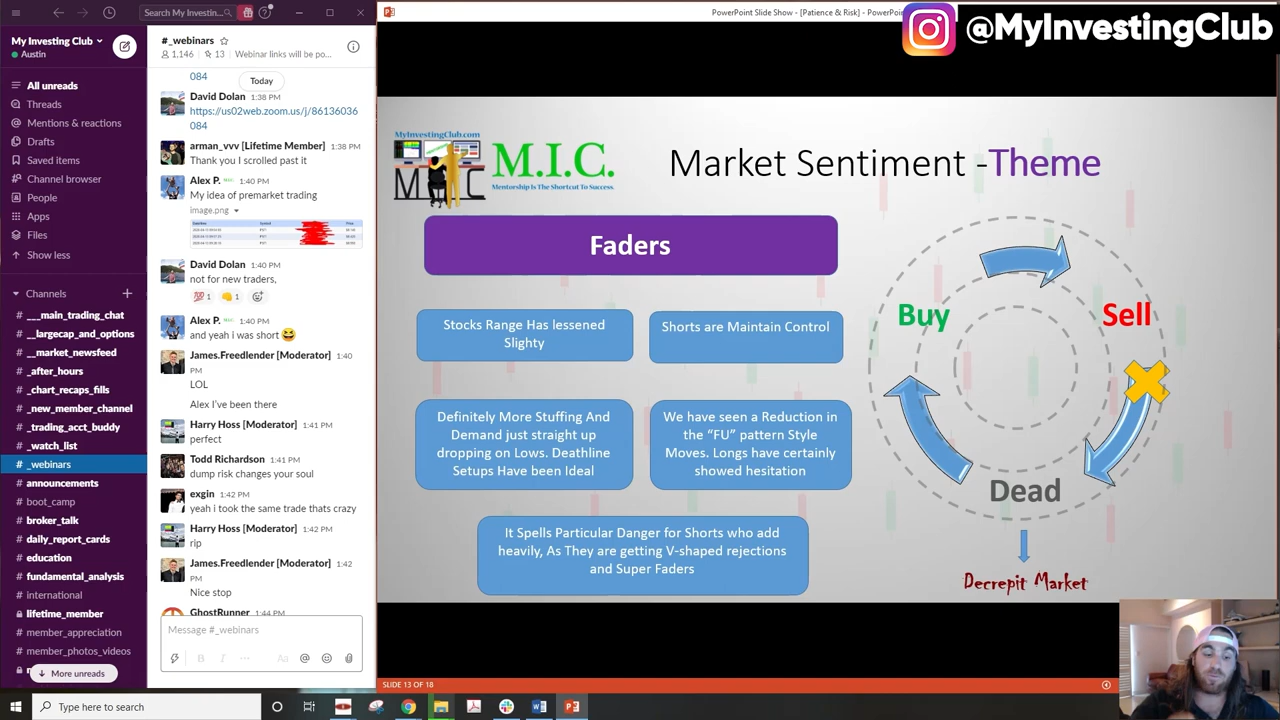 Search My Investin...
PowerPoint Slide Show - [Patience & Risk] - PowerPo
@MyInvestingClub
My Investing Club
Austin
All unreads
Threads
Mentions & reactions
Drafts
Saved items
Channel browser
People
Apps
Files
Show less
Channels
# ___main_trading_chat
# __largecap_and_options
# __market_newsfeed
# _after_hours
# _chart_recaps_fills
# _new_member_channel
# _trading_acct_buddy
# _watch_list
# _webinars
# announcements
# boot_camp
# broker_talk
# daily_report_cards
# education
# fundamental_analysis
# international
lifetime_member
# member_appreciation
# member_photos_videos
More unreads
#_webinars
1,146
13
Webinar links will be po...
084
Today
David Dolan 1:38 PM
https://us02web.zoom.us/j/86136036
084
arman_vvv [Lifetime Member] 1:38 PM
Thank you I scrolled past it
Alex P. 1:40 PM
My idea of premarket trading
image.png
David Dolan 1:40 PM
not for new traders,
1
1
Alex P. 1:40 PM
and yeah i was short
James.Freedlender [Moderator] 1:40
PM
LOL
Alex I've been there
Harry Hoss [Moderator] 1:41 PM
perfect
Todd Richardson 1:41 PM
dump risk changes your soul
exgin 1:42 PM
yeah i took the same trade thats crazy
Harry Hoss [Moderator] 1:42 PM
rip
James.Freedlender [Moderator] 1:42
PM
Nice stop
GhostRunner 1:44 PM
Message #_webinars
B I ... Aa @
MyInvestingClub.com
MIC
M.I.C.
Mentorship Is The Shortcut To Success.
Market Sentiment -Theme
Faders
Stocks Range Has lessened
Slighty
Shorts are Maintain Control
Definitely More Stuffing And
Demand just straight up
dropping on Lows. Deathline
Setups Have been Ideal
We have seen a Reduction in
the “FU” pattern Style
Moves. Longs have certainly
showed hesitation
It Spells Particular Danger for Shorts who add
heavily, As They are getting V-shaped rejections
and Super Faders
Buy
Sell
Dead
Decrepit Market
SLIDE 13 OF 18
Type here to search